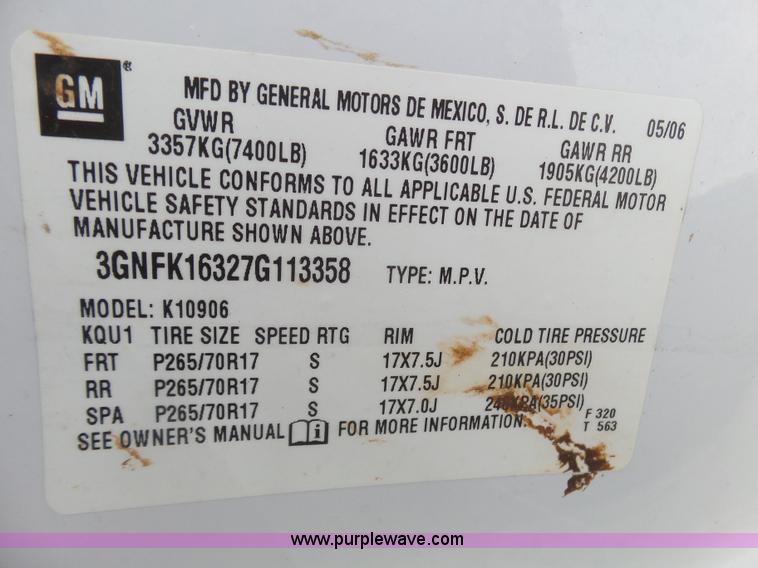 GM®
MFD BY GENERAL MOTORS DE MEXICO, S. DE R.L. DE C.V. 05/06
GVWR GAWR FRT GAWR RR
3357KG(7400LB) 1633KG(3600LB) 1905KG(4200LB)
THIS VEHICLE CONFORMS TO ALL APPLICABLE U.S. FEDERAL MOTOR
VEHICLE SAFETY STANDARDS IN EFFECT ON THE DATE OF
MANUFACTURE SHOWN ABOVE.
3GNFK16327G113358 TYPE: M.P.V.
MODEL: K10906
KQU1 TIRE SIZE SPEED RTG RIM COLD TIRE PRESSURE
FRT P265/70R17 S 17X7.5J 210KPA(30PSI)
RR P265/70R17 S 17X7.5J 210KPA(30PSI)
SPA P265/70R17 S 17X7.0J 240KPA(35PSI)
F 320
SEE OWNER'S MANUAL i FOR MORE INFORMATION. T 563
www.purplewave.com